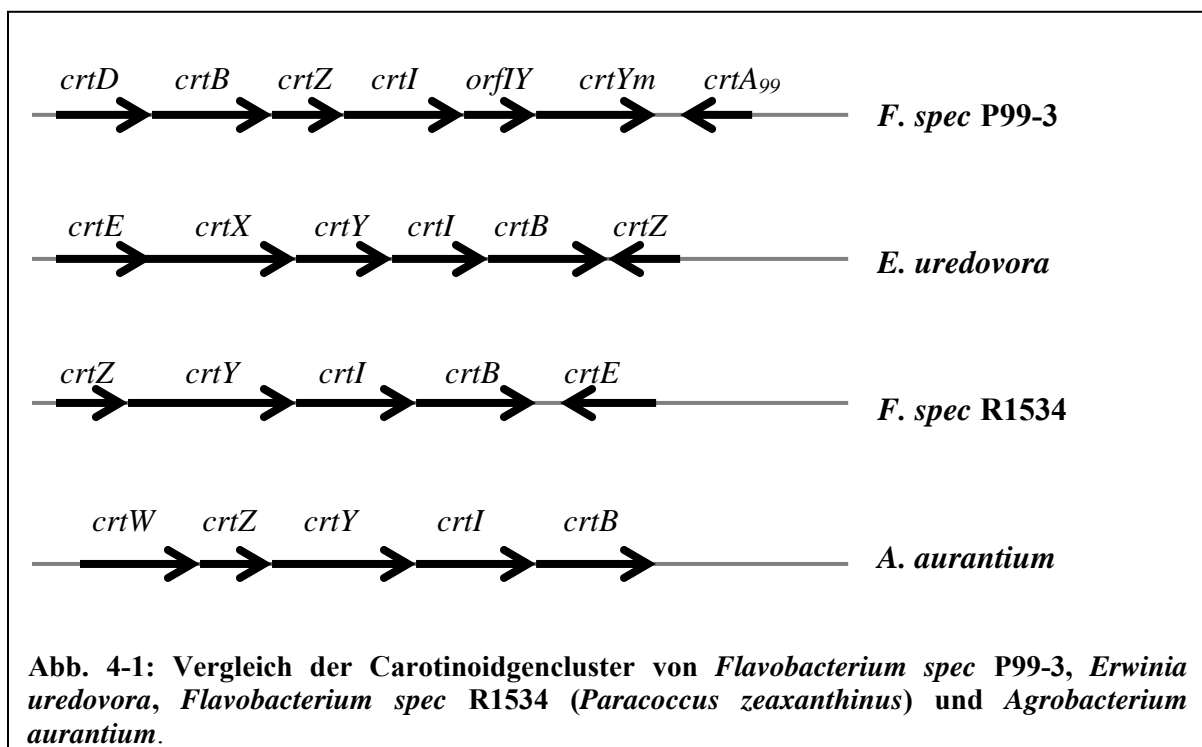 crtD crtB crtZ crtI orfIY crtYm crtA99
F. spec P99-3
crtE crtX crtY crtI crtB crtZ
E. uredovora
crtZ crtY crtI crtB crtE
F. spec R1534
crtW crtZ crtY crtI crtB
A. aurantium
Abb. 4-1: Vergleich der Carotinoidgencluster von Flavobacterium spec P99-3, Erwinia
uredovora, Flavobacterium spec R1534 (Paracoccus zeaxanthinus) und Agrobacterium
aurantium.